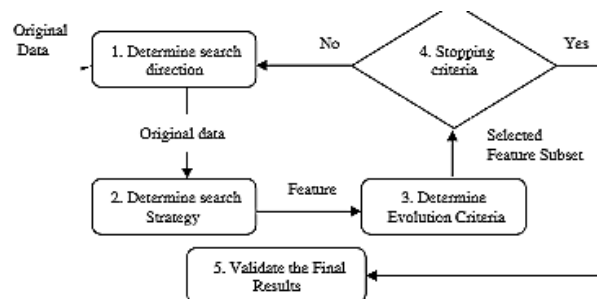 Original
Data
1. Determine search
direction
No
4. Stopping
criteria
Yes
Original data
Selected
Feature Subset
2. Determine search
Strategy
Feature
3. Determine
Evolution Criteria
5. Validate the Final
Results